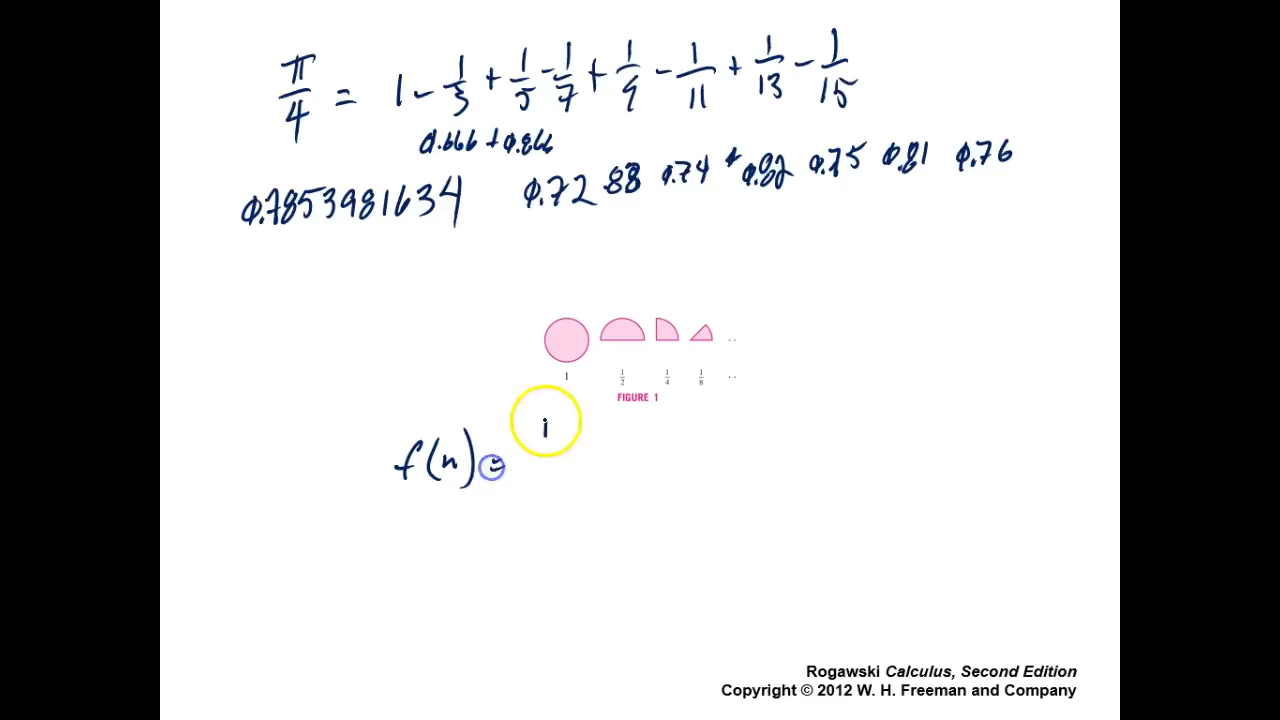 π/4 = 1 - 1/3 + 1/5 - 1/7 + 1/9 - 1/11 + 1/13 - 1/15
0.666 + 0.866
0.7853981634 0.72 .83 0.74 0.82 0.75 0.81 0.76
1 1/2 1/4 1/8 ..
FIGURE 1
f(n) =
Rogawski Calculus, Second Edition
Copyright © 2012 W. H. Freeman and Company